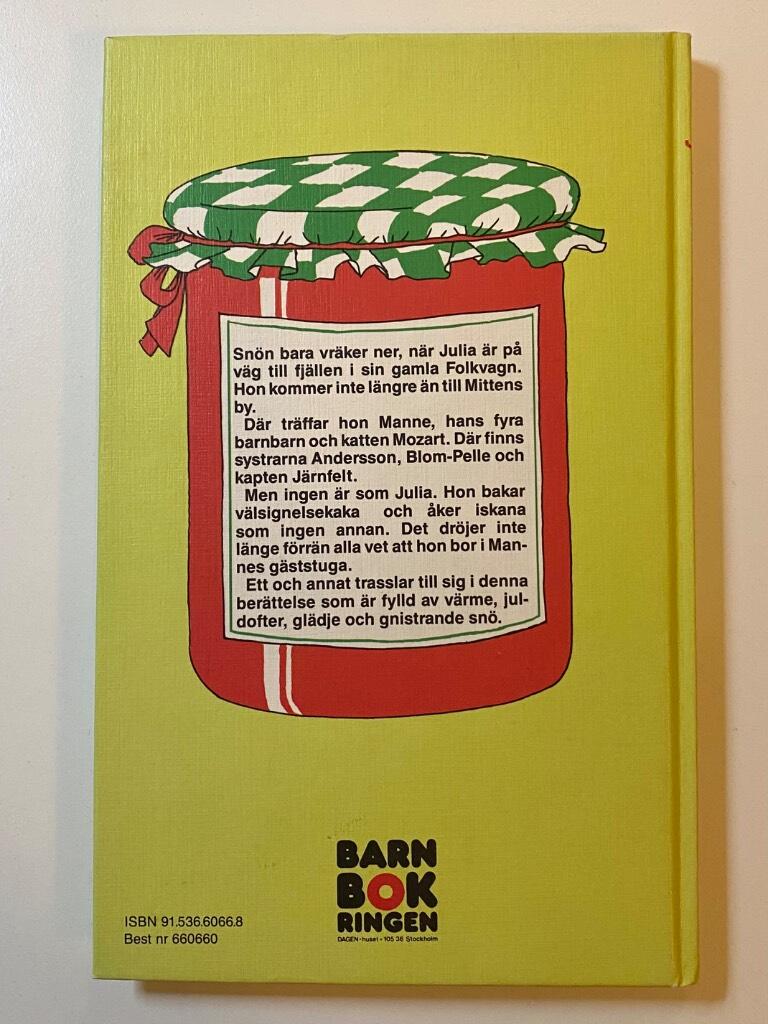 Snön bara vräker ner, när Julia är på
väg till fjällen i sin gamla Folkvagn.
Hon kommer inte längre än till Mittens
by.
Där träffar hon Manne, hans fyra
barnbarn och katten Mozart. Där finns
systrarna Andersson, Blom-Pelle och
kapten Järnfelt.
Men ingen är som Julia. Hon bakar
välsignelsekaka och åker iskana
som ingen annan. Det dröjer inte
länge förrän alla vet att hon bor i Man-
nes gäststuga.
Ett och annat trasslar till sig i denna
berättelse som är fylld av värme, jul-
dofter, glädje och gnistrande snö.
BARN
BOK
RINGEN
DAGEN-huset • 105 36 Stockholm
ISBN 91.536.6066.8
Best nr 660660